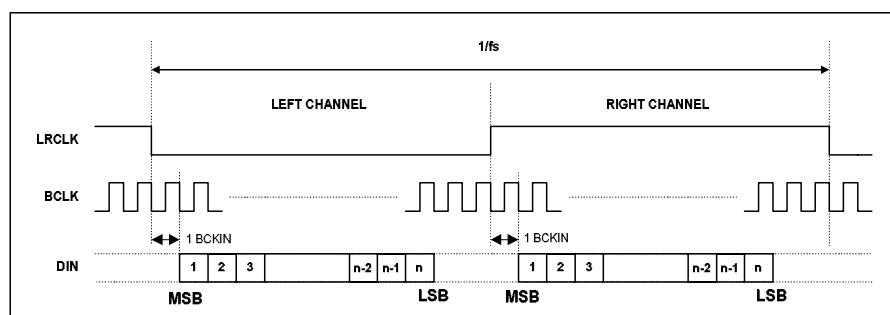 1/fs
LEFT CHANNEL RIGHT CHANNEL
LRCLK
BCLK
1 BCKIN 1 BCKIN
DIN 1 2 3 n-2 n-1 n 1 2 3 n-2 n-1 n
MSB LSB MSB LSB